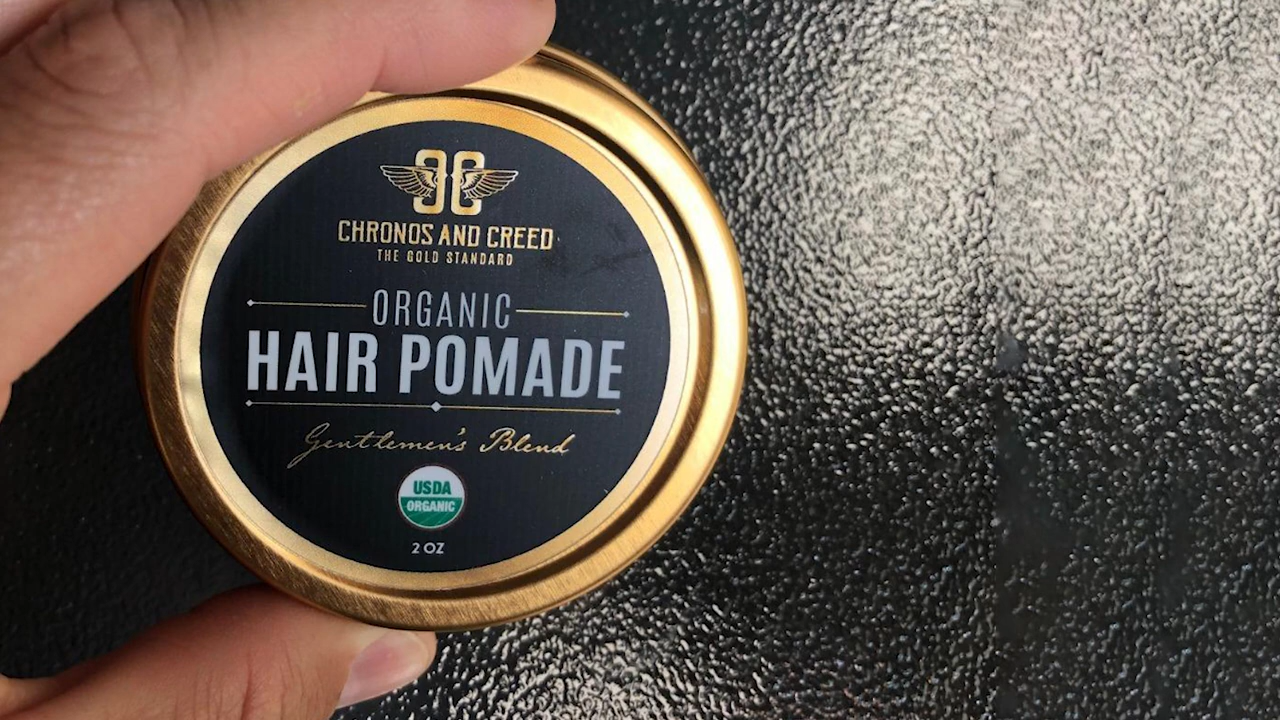 CHRONOS AND CREED
THE GOLD STANDARD
ORGANIC
HAIR POMADE
Gentlemen's Blend
USDA
ORGANIC
2 OZ